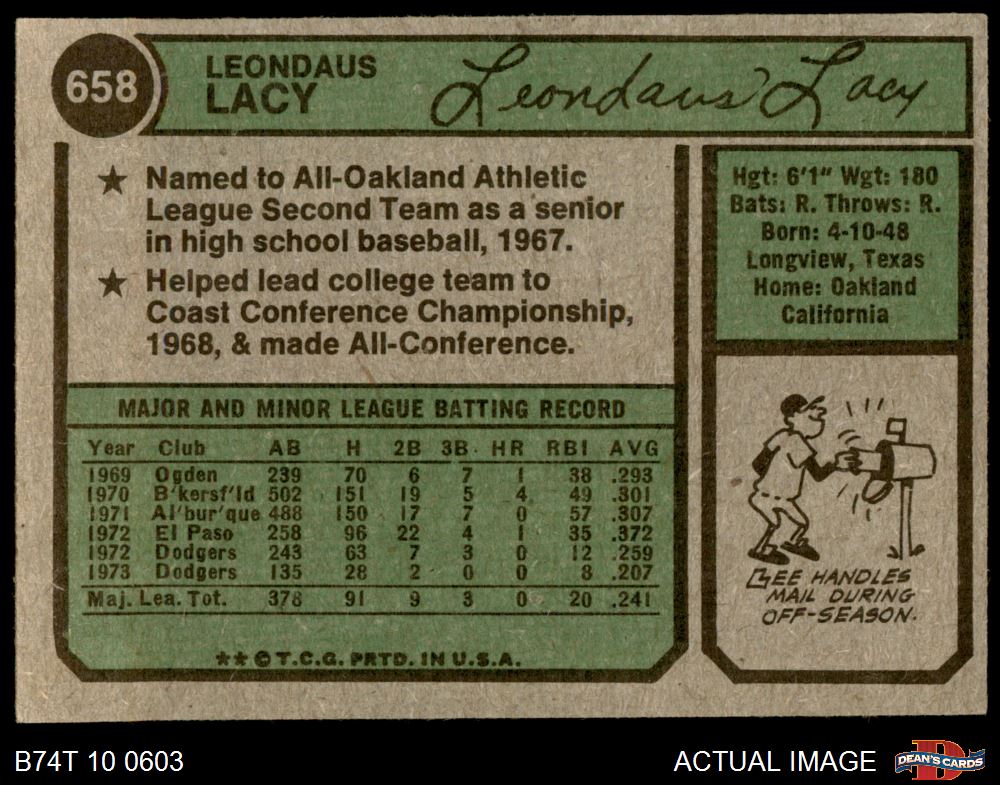 658
LEONDAUS
LACY
Leondaus Lacy
★ Named to All-Oakland Athletic
League Second Team as a senior
in high school baseball, 1967.
★ Helped lead college team to
Coast Conference Championship,
1968, & made All-Conference.
Hgt: 6'1" Wgt: 180
Bats: R. Throws: R.
Born: 4-10-48
Longview, Texas
Home: Oakland
California
MAJOR AND MINOR LEAGUE BATTING RECORD
Year Club AB H 2B 3B HR RBI AVG
1969 Ogden 239 70 6 7 1 38 .293
1970 B'kersf'ld 502 151 19 5 4 49 .301
1971 Al'bur'que 488 150 17 7 0 57 .307
1972 El Paso 258 96 22 4 1 35 .372
1972 Dodgers 243 63 7 3 0 12 .259
1973 Dodgers 135 28 2 0 0 8 .207
Maj. Lea. Tot. 378 91 9 3 0 20 .241
★★ © T.C.G. PRTD. IN U.S.A.
LEE HANDLES
MAIL DURING
OFF-SEASON.
B74T 10 0603
ACTUAL IMAGE
DEAN'S CARDS